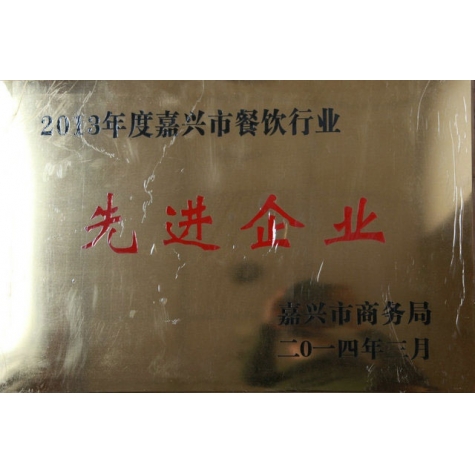 2013年度嘉兴市餐饮行业
先进企业
嘉兴市商务局
二0一四年三月